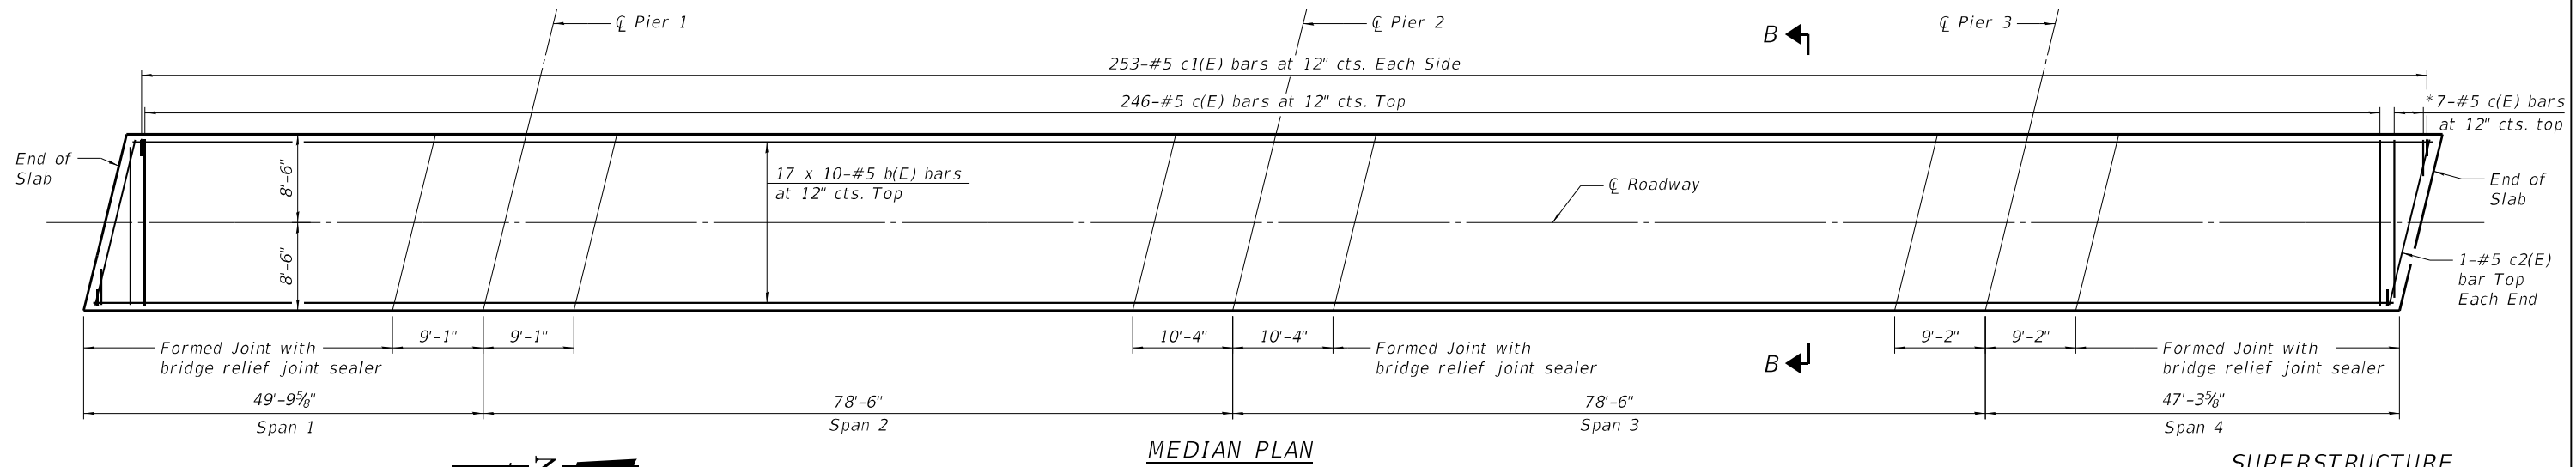 ℄ Pier 1
℄ Pier 2
℄ Pier 3
B
253-#5 c1(E) bars at 12" cts. Each Side
246-#5 c(E) bars at 12" cts. Top
*7-#5 c(E) bars
at 12" cts. top
End of
Slab
8'-6"
8'-6"
17 x 10-#5 b(E) bars
at 12" cts. Top
℄ Roadway
End of
Slab
1-#5 c2(E)
bar Top
Each End
9'-1"
9'-1"
10'-4"
10'-4"
9'-2"
9'-2"
Formed Joint with
bridge relief joint sealer
Formed Joint with
bridge relief joint sealer
B
Formed Joint with
bridge relief joint sealer
49'-9⅝"
Span 1
78'-6"
Span 2
78'-6"
Span 3
47'-3⅝"
Span 4
MEDIAN PLAN
SUPERSTRUCTURE